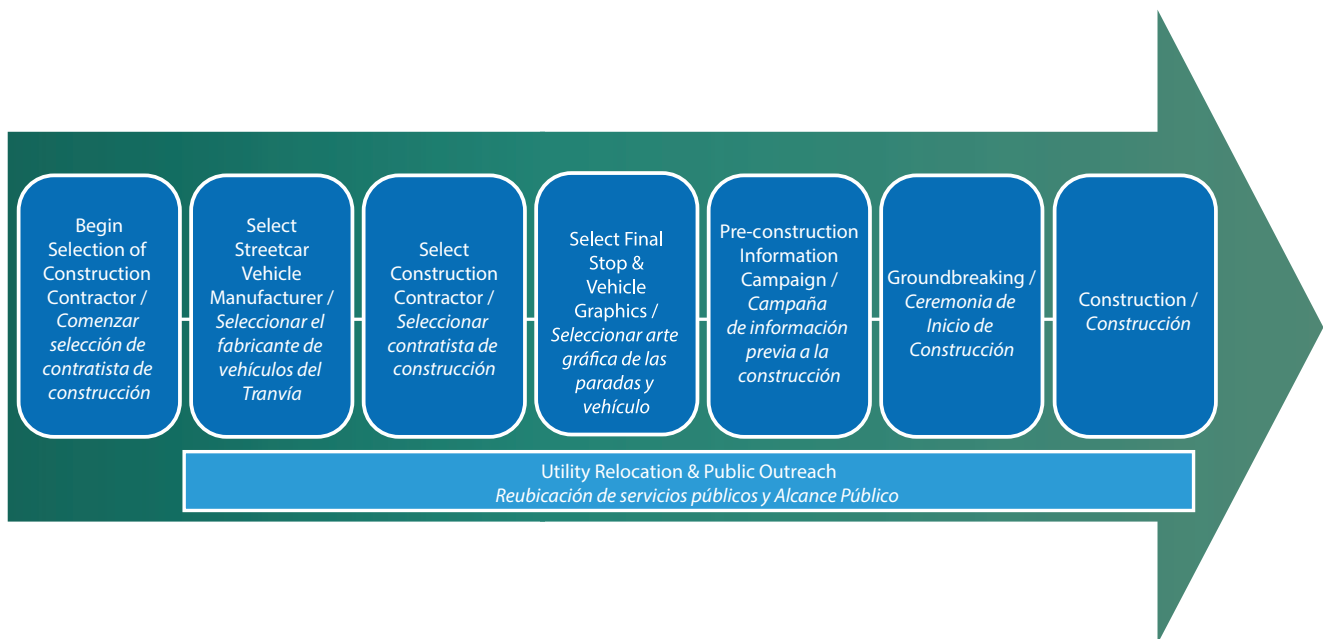 Begin
Selection of
Construction
Contractor /
Comenzar
selección de
contratista de
construcción
Select
Streetcar
Vehicle
Manufacturer /
Seleccionar el
fabricante de
vehículos del
Tranvía
Select
Construction
Contractor /
Seleccionar
contratista de
construcción
Select Final
Stop &
Vehicle
Graphics /
Seleccionar arte
gráfica de las
paradas y
vehículo
Pre-construction
Information
Campaign /
Campaña
de información
previa a la
construcción
Groundbreaking /
Ceremonia de
Inicio de
Construcción
Construction /
Construcción
Utility Relocation & Public Outreach
Reubicación de servicios públicos y Alcance Público